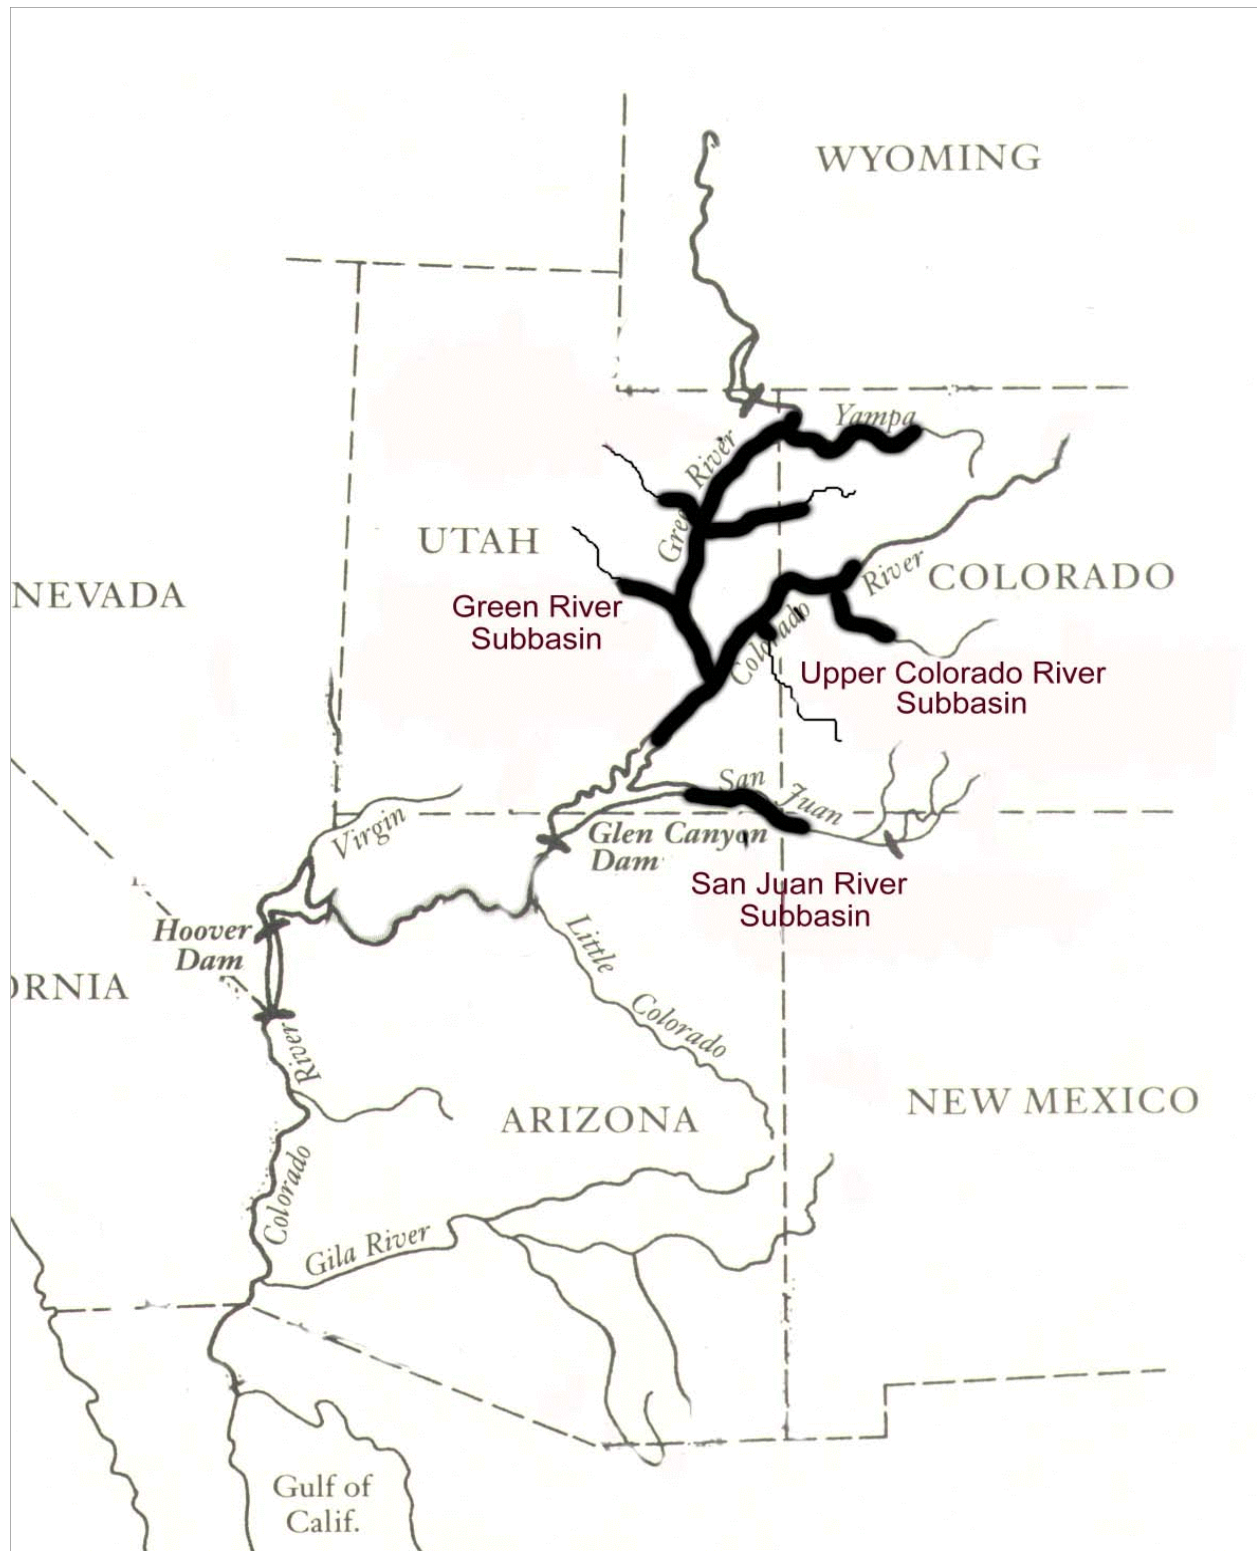 WYOMING
Yampa
Green River
UTAH
River
COLORADO
NEVADA
Green River
Subbasin
Colorado
Upper Colorado River
Subbasin
San Juan
Virgin
Glen Canyon
Dam
San Juan River
Subbasin
Hoover
Dam
Little
Colorado
ORNIA
River
ARIZONA
NEW MEXICO
Colorado
Gila River
Gulf of
Calif.